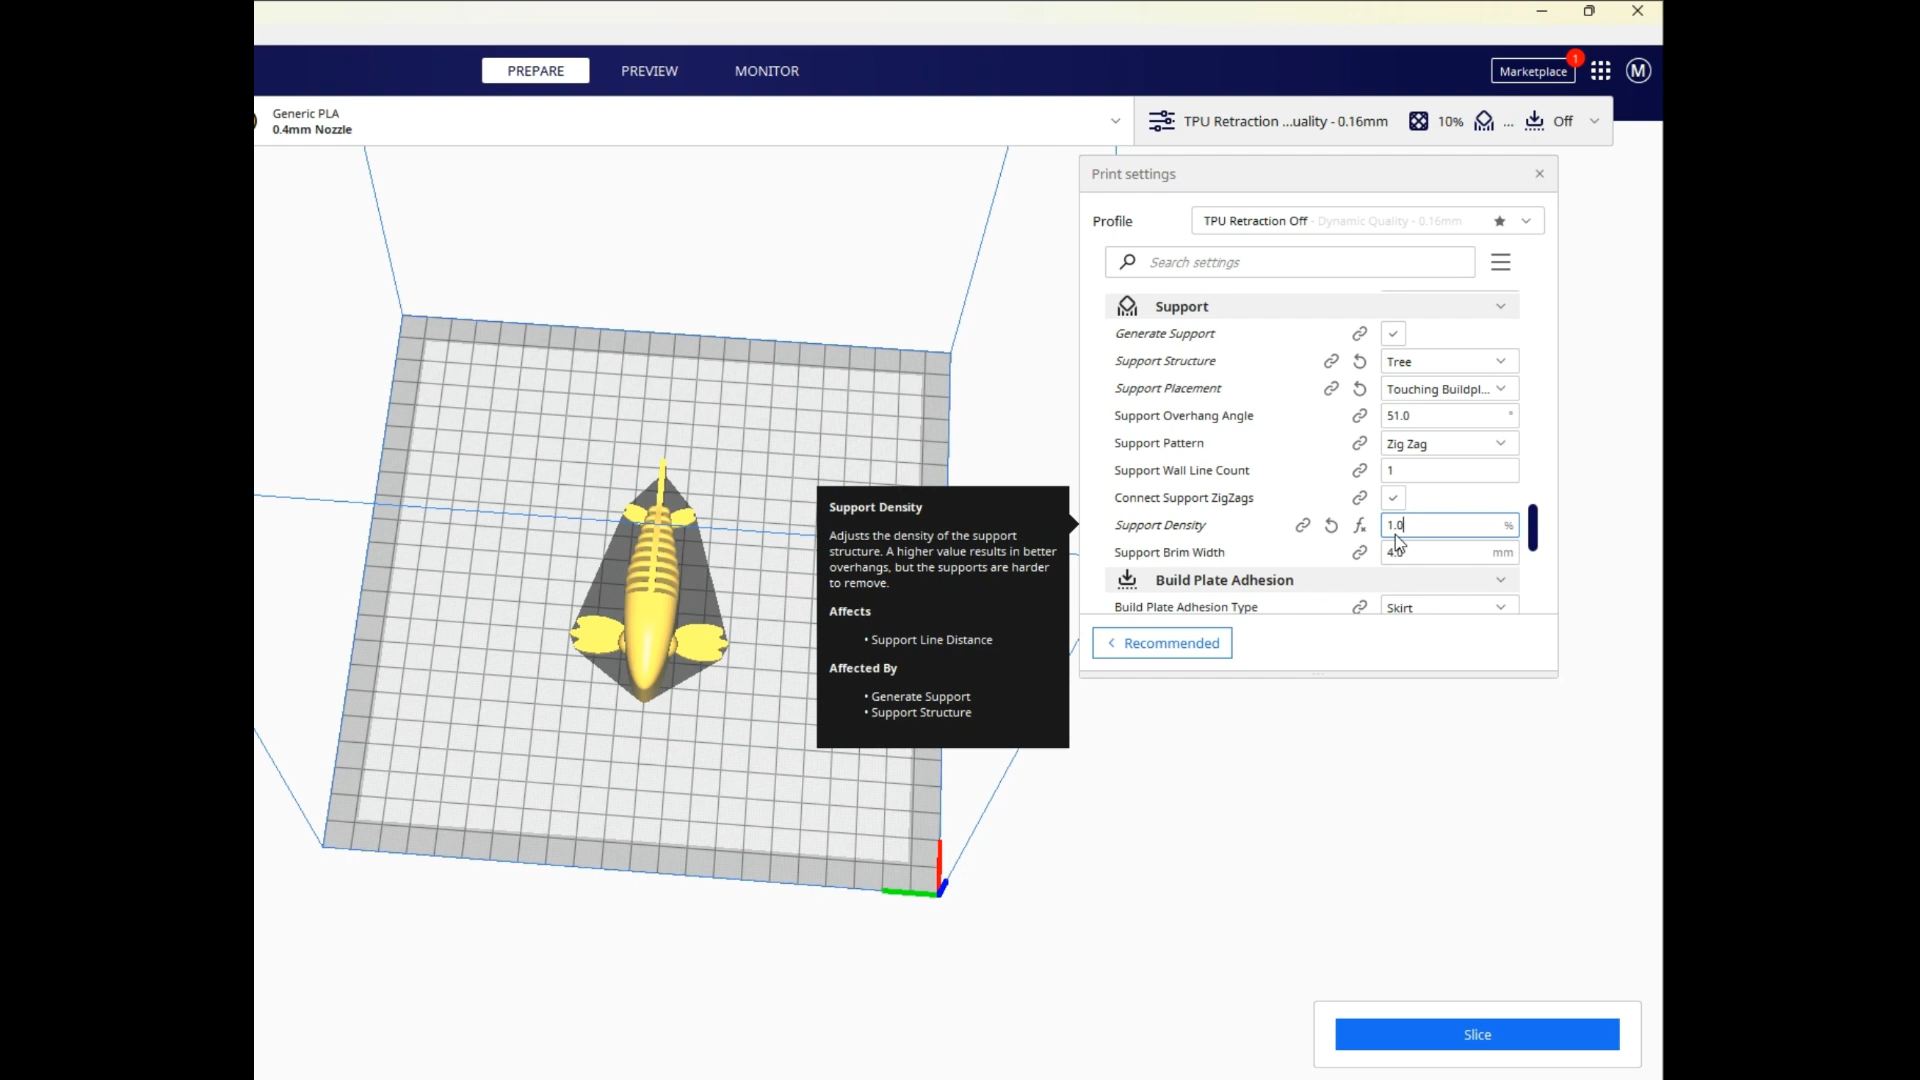 PREPARE
PREVIEW
MONITOR
Marketplace
1
M
Generic PLA
0.4mm Nozzle
TPU Retraction ...uality - 0.16mm
10%
...
Off
Print settings
Profile
TPU Retraction Off - Dynamic Quality - 0.16mm
Search settings
Support
Generate Support
Support Structure
Tree
Support Placement
Touching Buildpl...
Support Overhang Angle
51.0
°
Support Pattern
Zig Zag
Support Wall Line Count
1
Connect Support ZigZags
Support Density
1.0
%
Support Brim Width
4.0
mm
Build Plate Adhesion
Build Plate Adhesion Type
Skirt
Recommended
Support Density
Adjusts the density of the support
structure. A higher value results in better
overhangs, but the supports are harder
to remove.
Affects
• Support Line Distance
Affected By
• Generate Support
• Support Structure
Slice